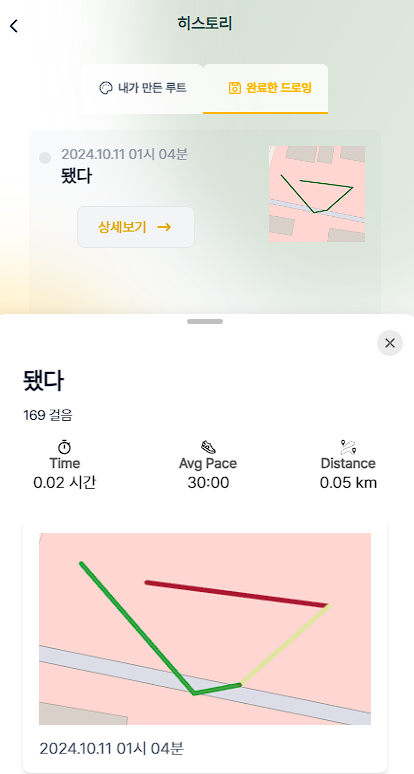 히스토리
내가 만든 루트
완료한 드로잉
2024.10.11 01시 04분
됐다
상세보기 →
됐다
169 걸음
Time
Avg Pace
Distance
0.02 시간
30:00
0.05 km
2024.10.11 01시 04분